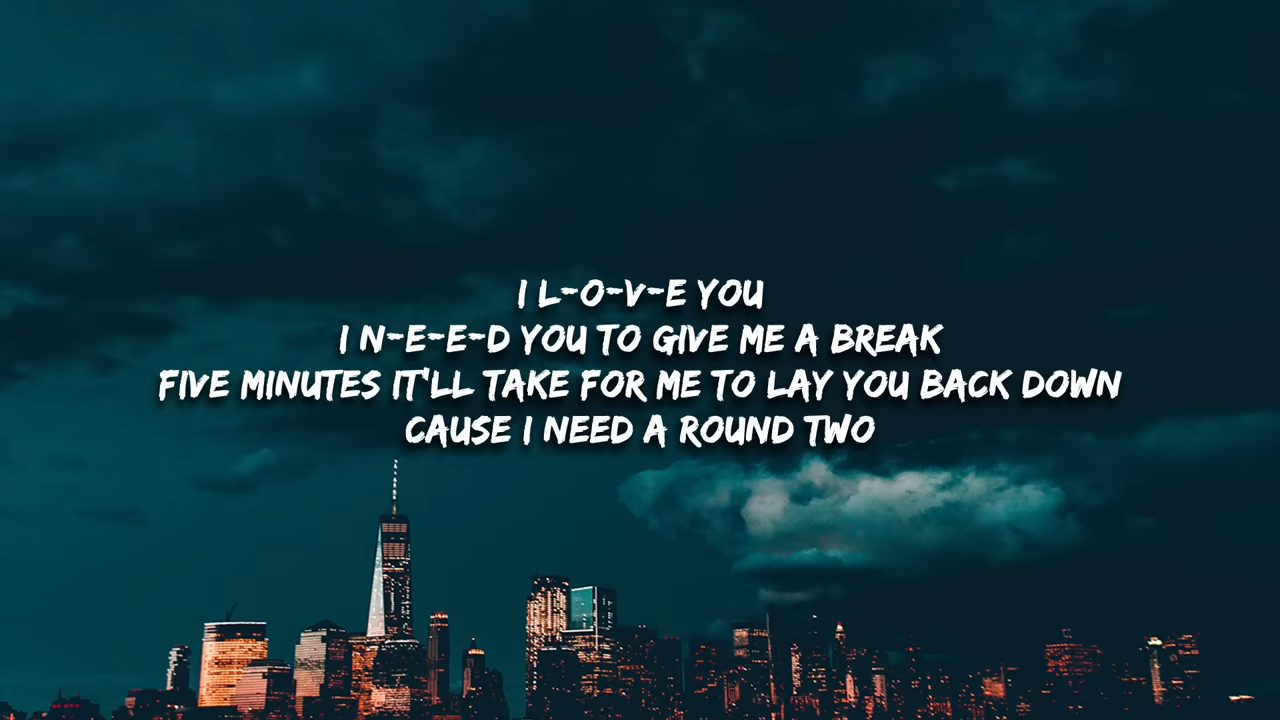 I L-O-V-E YOU
I N-E-E-D YOU TO GIVE ME A BREAK
FIVE MINUTES IT'LL TAKE FOR ME TO LAY YOU BACK DOWN
CAUSE I NEED A ROUND TWO